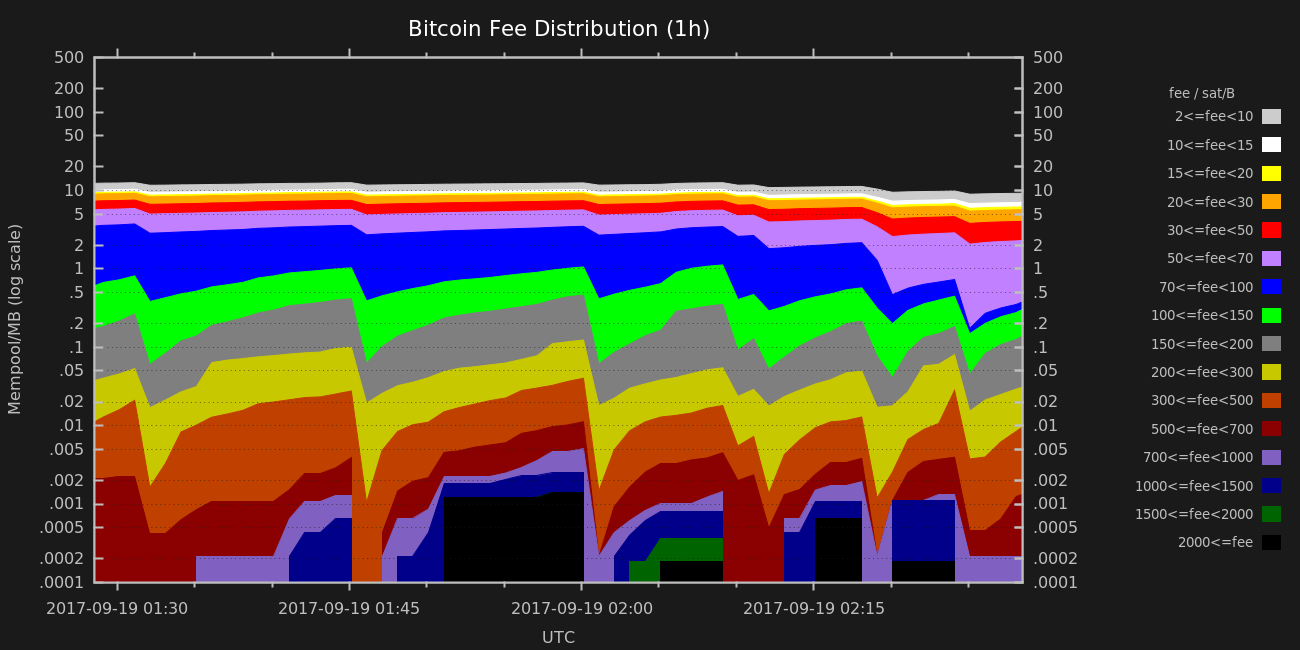 Bitcoin Fee Distribution (1h)
Mempool/MB (log scale)
500
200
100
50
20
10
5
2
1
.5
.2
.1
.05
.02
.01
.005
.002
.001
.0005
.0002
.0001
500
200
100
50
20
10
5
2
1
.5
.2
.1
.05
.02
.01
.005
.002
.001
.0005
.0002
.0001
2017-09-19 01:30
2017-09-19 01:45
2017-09-19 02:00
2017-09-19 02:15
UTC
fee / sat/B
2<=fee<10
10<=fee<15
15<=fee<20
20<=fee<30
30<=fee<50
50<=fee<70
70<=fee<100
100<=fee<150
150<=fee<200
200<=fee<300
300<=fee<500
500<=fee<700
700<=fee<1000
1000<=fee<1500
1500<=fee<2000
2000<=fee